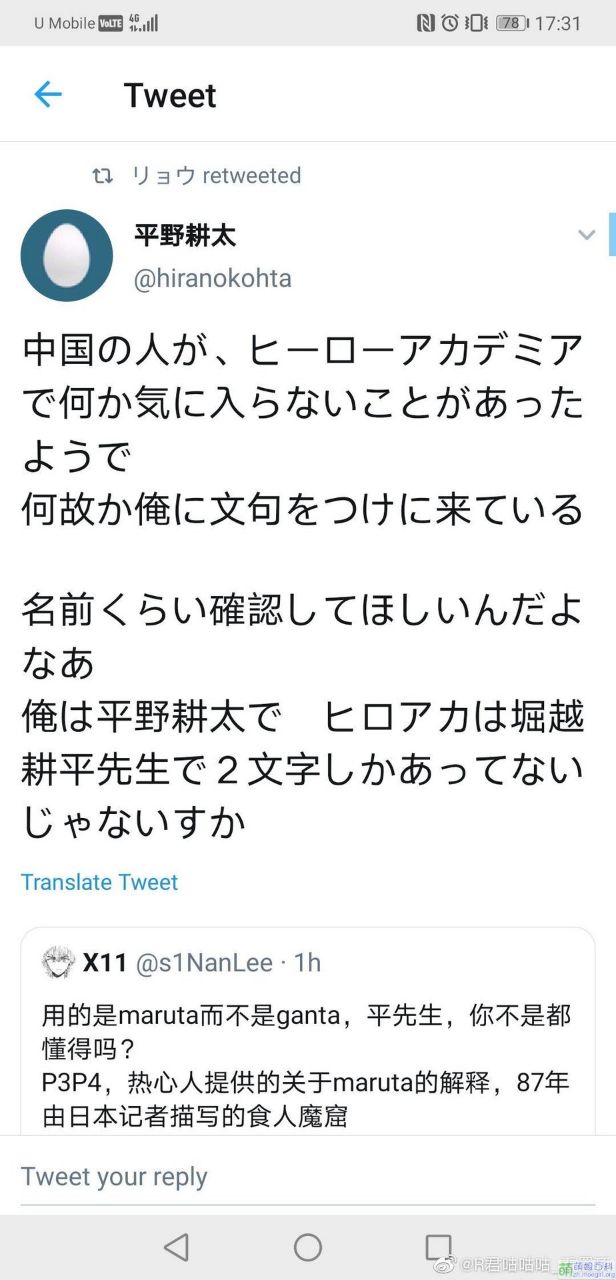 U Mobile VoLTE 4G 78 17:31
Tweet
リョウ retweeted
平野耕太
@hiranokohta
中国の人が、ヒーローアカデミア
で何か気に入らないことがあった
ようで
何故か俺に文句をつけに来ている
名前くらい確認してほしいんだよ
なあ
俺は平野耕太で　ヒロアカは堀越
耕平先生で２文字しかあってない
じゃないすか
Translate Tweet
X11 @s1NanLee · 1h
用的是maruta而不是ganta，平先生，你不是都
懂得吗？
P3P4，热心人提供的关于maruta的解释，87年
由日本记者描写的食人魔窟
Tweet your reply
@R君咕咕咕
萌娘百科
zh.moegirl.org